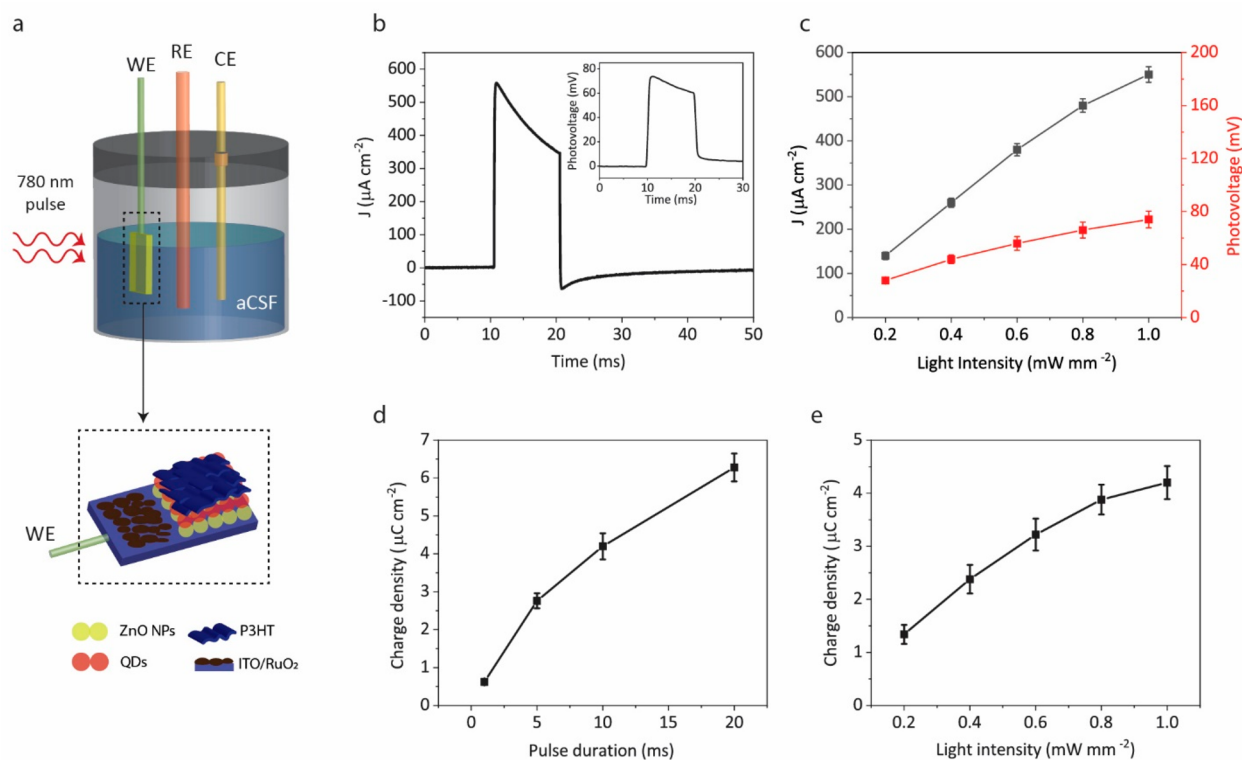 a
WE
RE
CE
780 nm
pulse
aCSF
WE
ZnO NPs
P3HT
QDs
ITO/RuO₂
b
J (µA cm⁻²)
600
500
400
300
200
100
0
-100
0
10
20
30
40
50
Time (ms)
Photovoltage (mV)
80
60
40
20
0
0
10
20
30
Time (ms)
c
J (µA cm⁻²)
600
500
400
300
200
100
0
0.2
0.4
0.6
0.8
1.0
Light Intensity (mW mm⁻²)
200
160
120
80
40
0
Photovoltage (mV)
d
Charge density (µC cm⁻²)
7
6
5
4
3
2
1
0
0
5
10
15
20
Pulse duration (ms)
e
Charge density (µC cm⁻²)
5
4
3
2
1
0
0.2
0.4
0.6
0.8
1.0
Light intensity (mW mm⁻²)